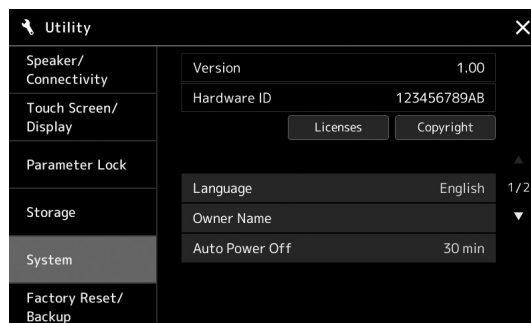 Utility
Speaker/
Connectivity
Touch Screen/
Display
Parameter Lock
Storage
System
Factory Reset/
Backup
Version 1.00
Hardware ID 123456789AB
Licenses Copyright
Language English
Owner Name
Auto Power Off 30 min
1/2